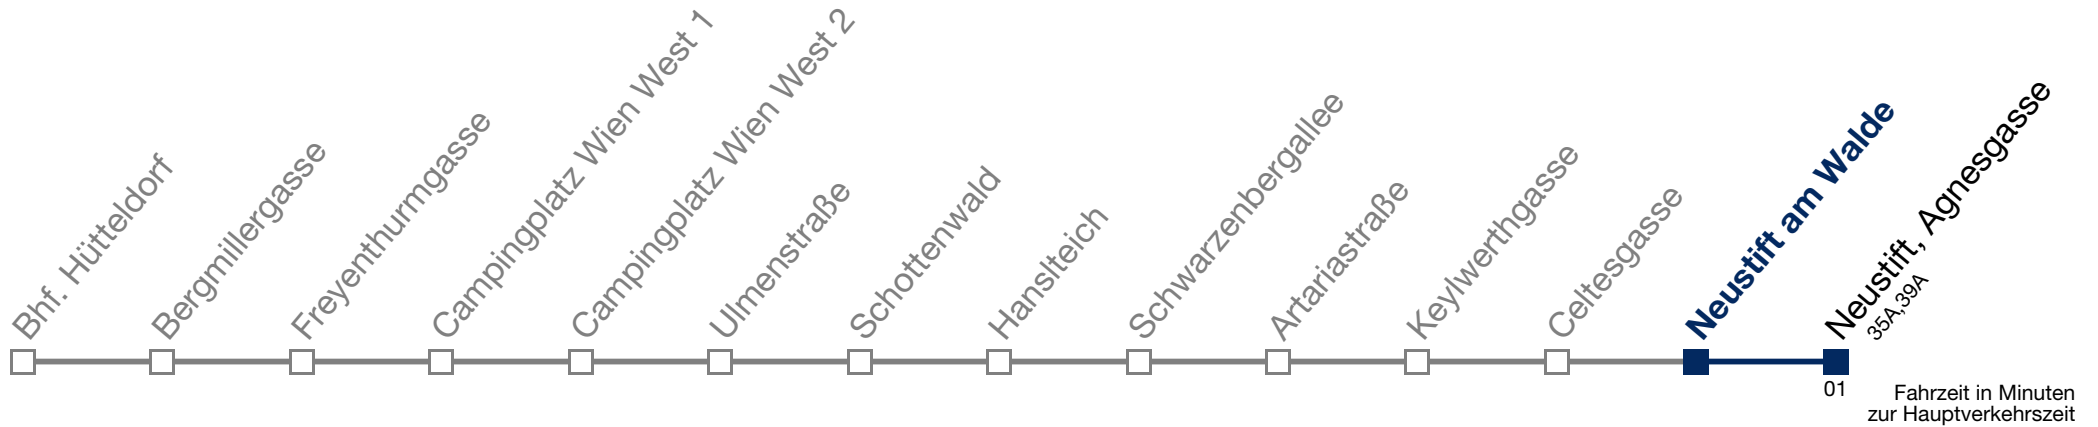 Bhf. Hütteldorf
Bergmillergasse
Freyenthurmgasse
Campingplatz Wien West 1
Campingplatz Wien West 2
Ulmenstraße
Schottenwald
Hanslteich
Schwarzenbergallee
Artariastraße
Keylwerthgasse
Celtesgasse
Neustift am Walde
Neustift, Agnesgasse
35A,39A
01
Fahrzeit in Minuten
zur Hauptverkehrszeit